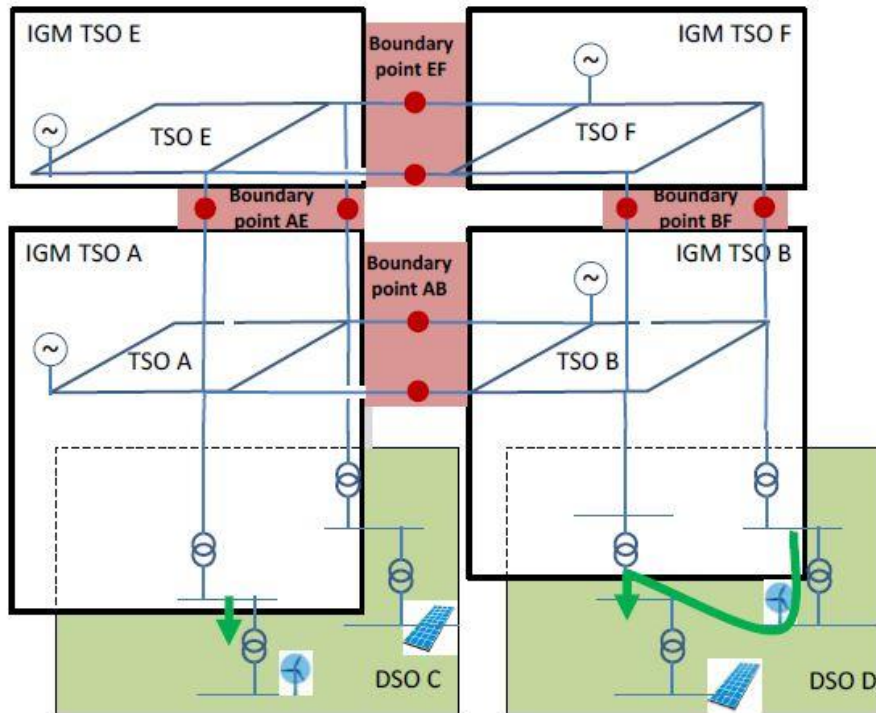 IGM TSO E
Boundary
point EF
IGM TSO F
~
~
TSO E
TSO F
Boundary
point AE
Boundary
point BF
IGM TSO A
Boundary
point AB
IGM TSO B
~
~
TSO A
TSO B
DSO C
DSO D